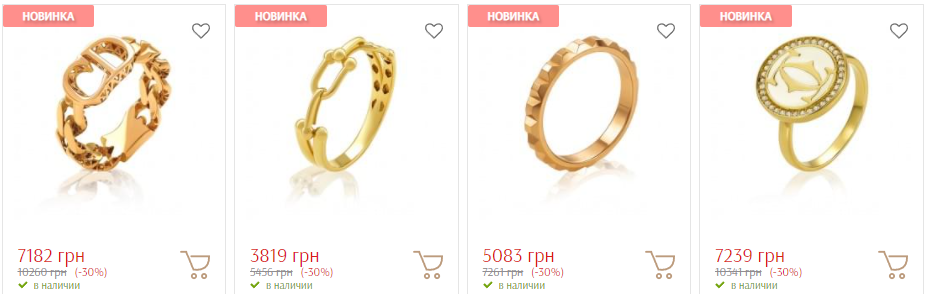 НОВИНКА
НОВИНКА
НОВИНКА
НОВИНКА
7182 грн
10260 грн (-30%)
в наличии
3819 грн
5456 грн (-30%)
в наличии
5083 грн
7261 грн (-30%)
в наличии
7239 грн
10341 грн (-30%)
в наличии